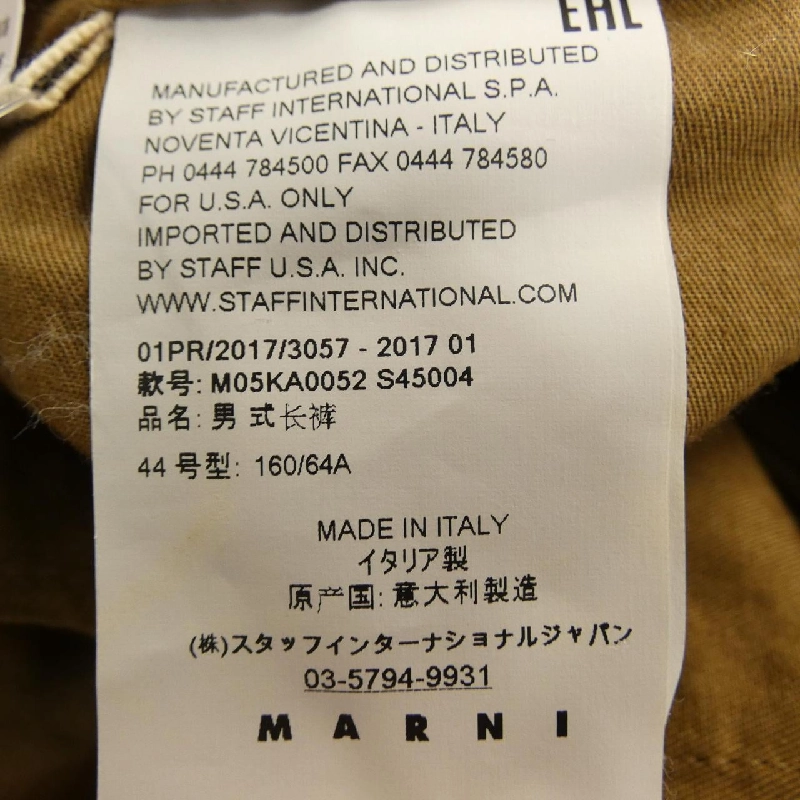 EAC
MANUFACTURED AND DISTRIBUTED
BY STAFF INTERNATIONAL S.P.A.
NOVENTA VICENTINA - ITALY
PH 0444 784500 FAX 0444 784580
FOR U.S.A. ONLY
IMPORTED AND DISTRIBUTED
BY STAFF U.S.A. INC.
WWW.STAFFINTERNATIONAL.COM
01PR/2017/3057 - 2017 01
款号: M05KA0052 S45004
品名: 男 式长裤
44 号型: 160/64A
MADE IN ITALY
イタリア製
原产国: 意大利製造
(株)スタッフインターナショナルジャパン
03-5794-9931
MARNI